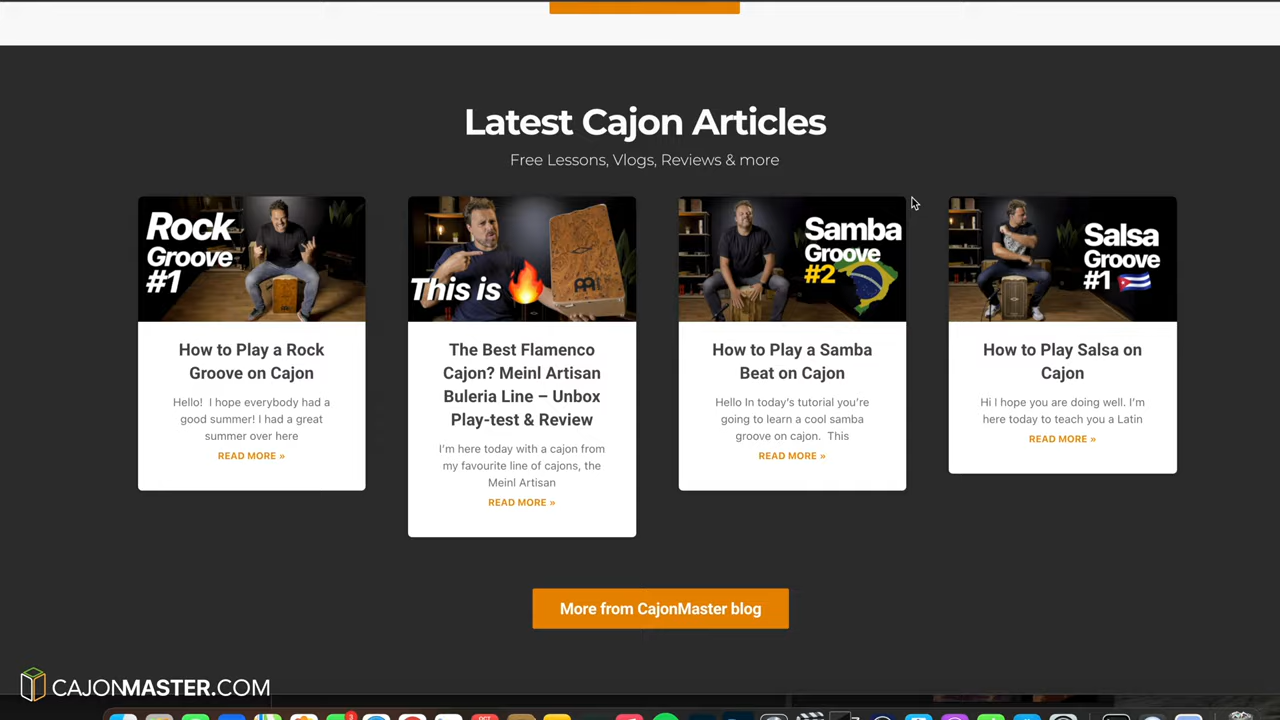 Latest Cajon Articles
Free Lessons, Vlogs, Reviews & more
Rock
Groove
#1
How to Play a Rock
Groove on Cajon
Hello! I hope everybody had a
good summer! I had a great
summer over here
READ MORE »
This is
How to Play a Samba
Beat on Cajon
The Best Flamenco
Cajon? Meinl Artisan
Buleria Line – Unbox
Play-test & Review
I'm here today with a cajon from
my favourite line of cajons, the
Meinl Artisan
READ MORE »
Samba
Groove
#2
Hello In today's tutorial you're
going to learn a cool samba
groove on cajon. This
READ MORE »
Salsa
Groove
#1
How to Play Salsa on
Cajon
Hi I hope you are doing well. I'm
here today to teach you a Latin
READ MORE »
More from CajonMaster blog
CAJONMASTER.COM